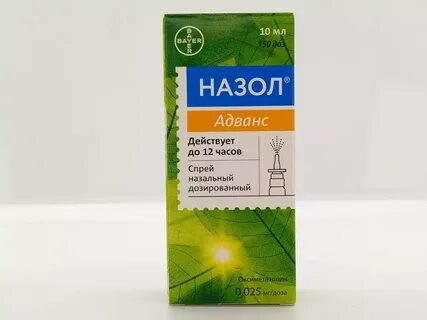 BAYER
BAYER
10 мл
150 доз
НАЗОЛ®
Адванс
Действует
до 12 часов
Спрей
назальный
дозированный
Оксиметазолин
0,025 мг/доза